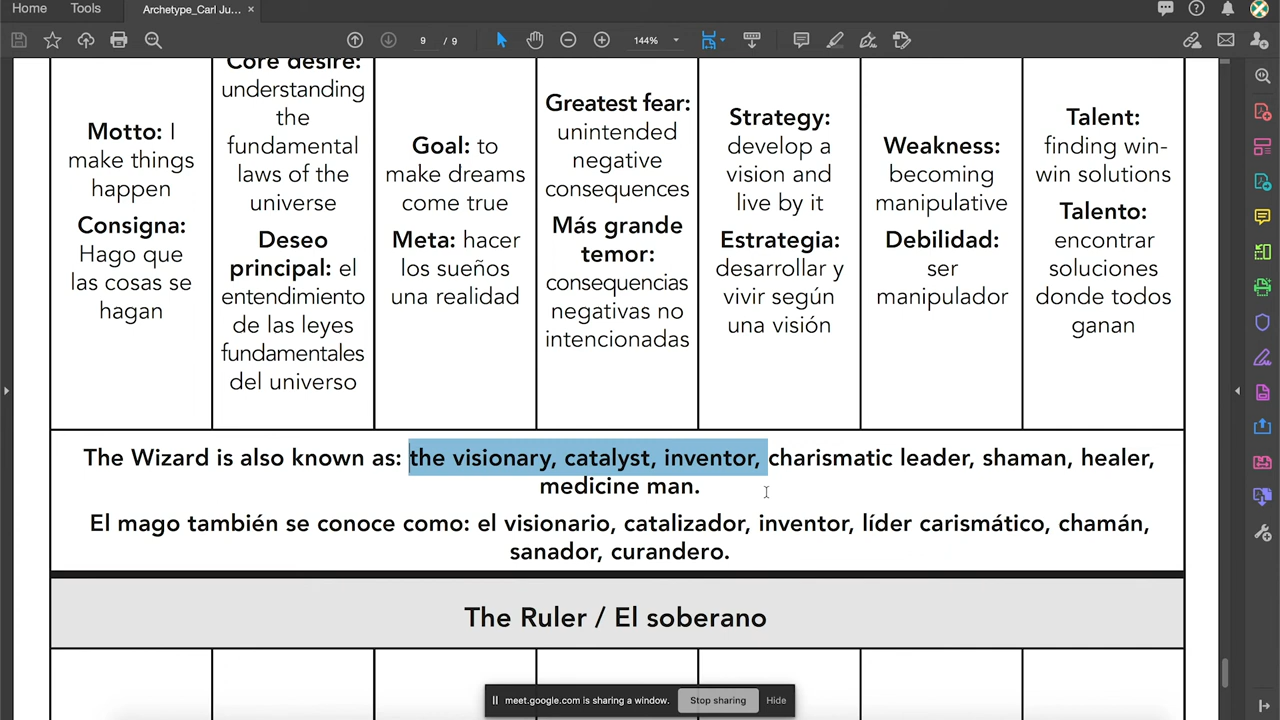 Home
Tools
Archetype_Carl Ju... ×
9 / 9
144%
Motto: I
make things
happen
Consigna:
Hago que
las cosas se
hagan
Core desire:
understanding
the
fundamental
laws of the
universe
Deseo
principal: el
entendimiento
de las leyes
fundamentales
del universo
Goal: to
make dreams
come true
Meta: hacer
los sueños
una realidad
Greatest fear:
unintended
negative
consequences
Más grande
temor:
consequencias
negativas no
intencionadas
Strategy:
develop a
vision and
live by it
Estrategia:
desarrollar y
vivir según
una visión
Weakness:
becoming
manipulative
Debilidad:
ser
manipulador
Talent:
finding win-
win solutions
Talento:
encontrar
soluciones
donde todos
ganan
The Wizard is also known as: the visionary, catalyst, inventor, charismatic leader, shaman, healer,
medicine man.
El mago también se conoce como: el visionario, catalizador, inventor, líder carismático, chamán,
sanador, curandero.
The Ruler / El soberano
meet.google.com is sharing a window.
Stop sharing
Hide